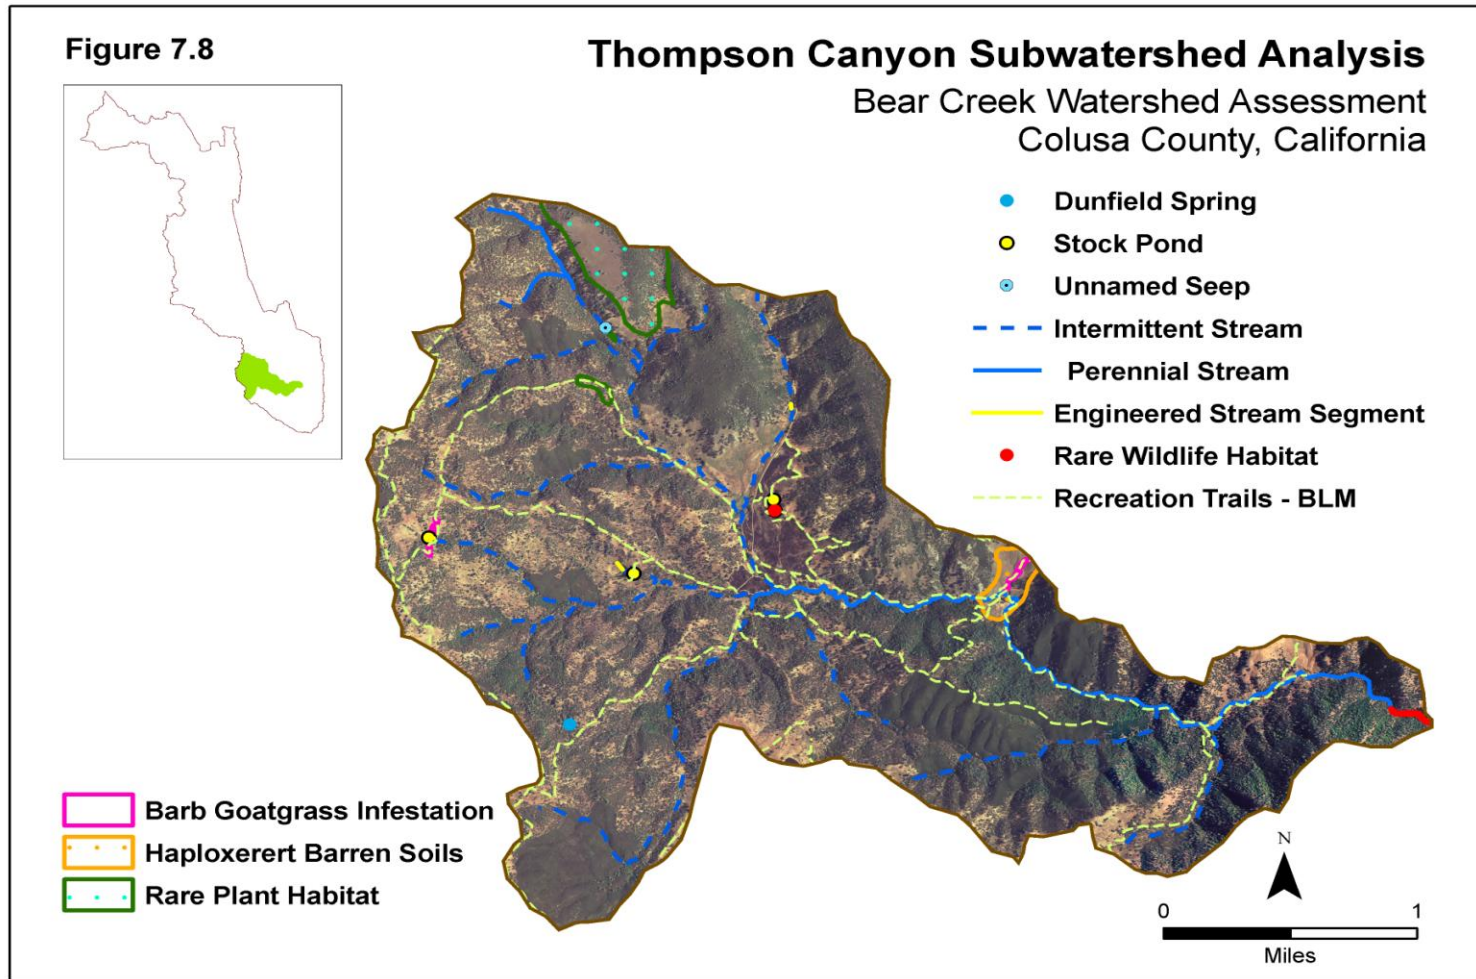 Figure 7.8
Thompson Canyon Subwatershed Analysis
Bear Creek Watershed Assessment
Colusa County, California
Dunfield Spring
Stock Pond
Unnamed Seep
Intermittent Stream
Perennial Stream
Engineered Stream Segment
Rare Wildlife Habitat
Recreation Trails - BLM
Barb Goatgrass Infestation
Haploxerert Barren Soils
Rare Plant Habitat
N
0 1
Miles